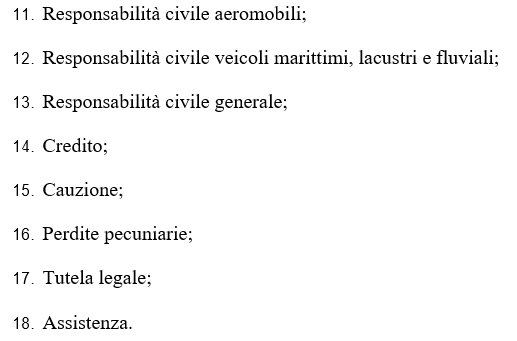 11. Responsabilità civile aeromobili;
12. Responsabilità civile veicoli marittimi, lacustri e fluviali;
13. Responsabilità civile generale;
14. Credito;
15. Cauzione;
16. Perdite pecuniarie;
17. Tutela legale;
18. Assistenza.